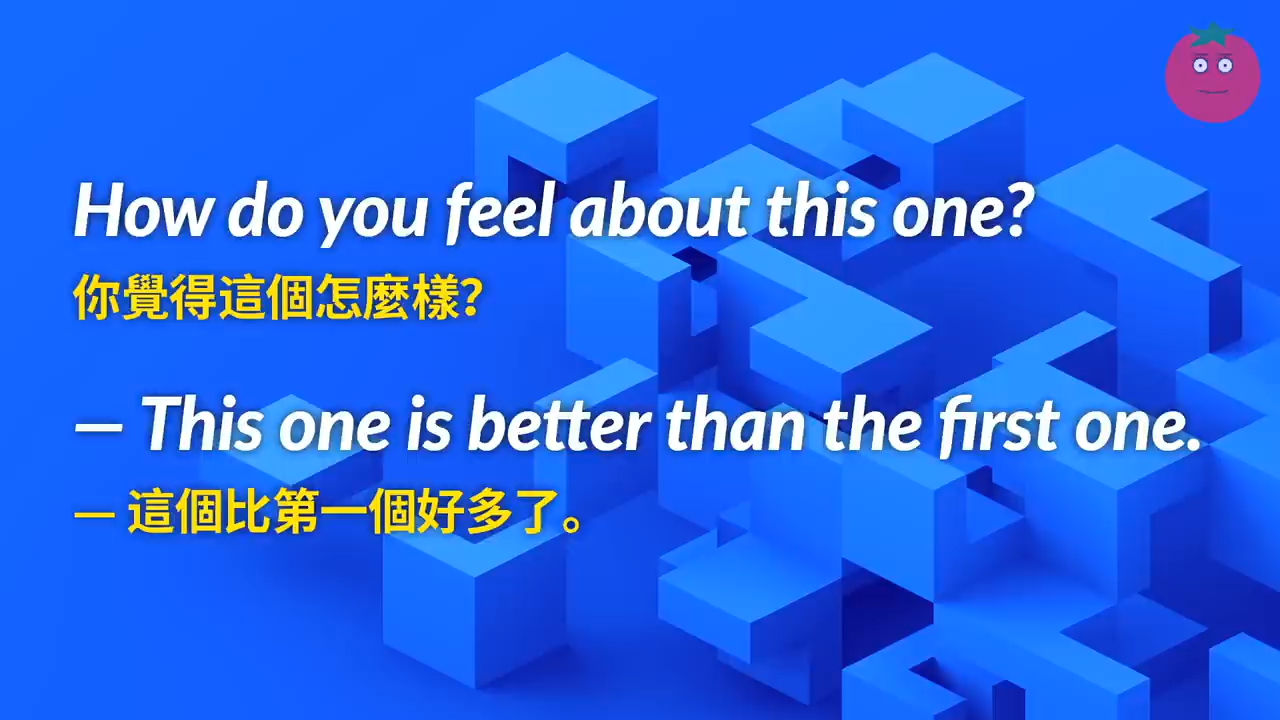 How do you feel about this one?
你覺得這個怎麼樣?
– This one is better than the first one.
– 這個比第一個好多了。